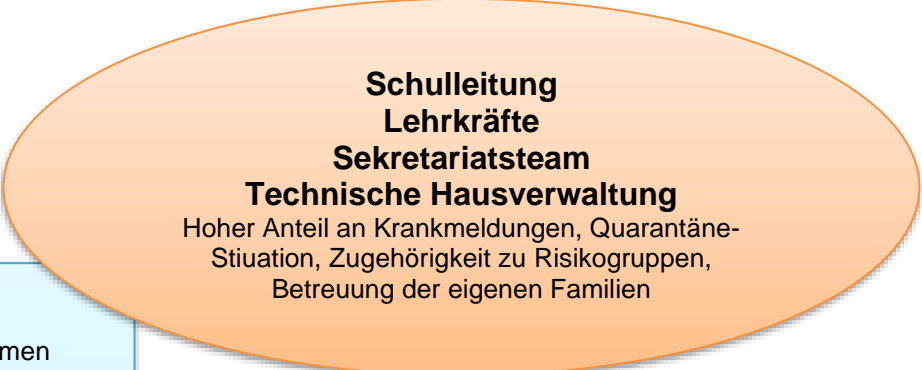 Schulleitung
Lehrkräfte
Sekretariatsteam
Technische Hausverwaltung
Hoher Anteil an Krankmeldungen, Quarantäne-
Stiuation, Zugehörigkeit zu Risikogruppen,
Betreuung der eigenen Familien
men